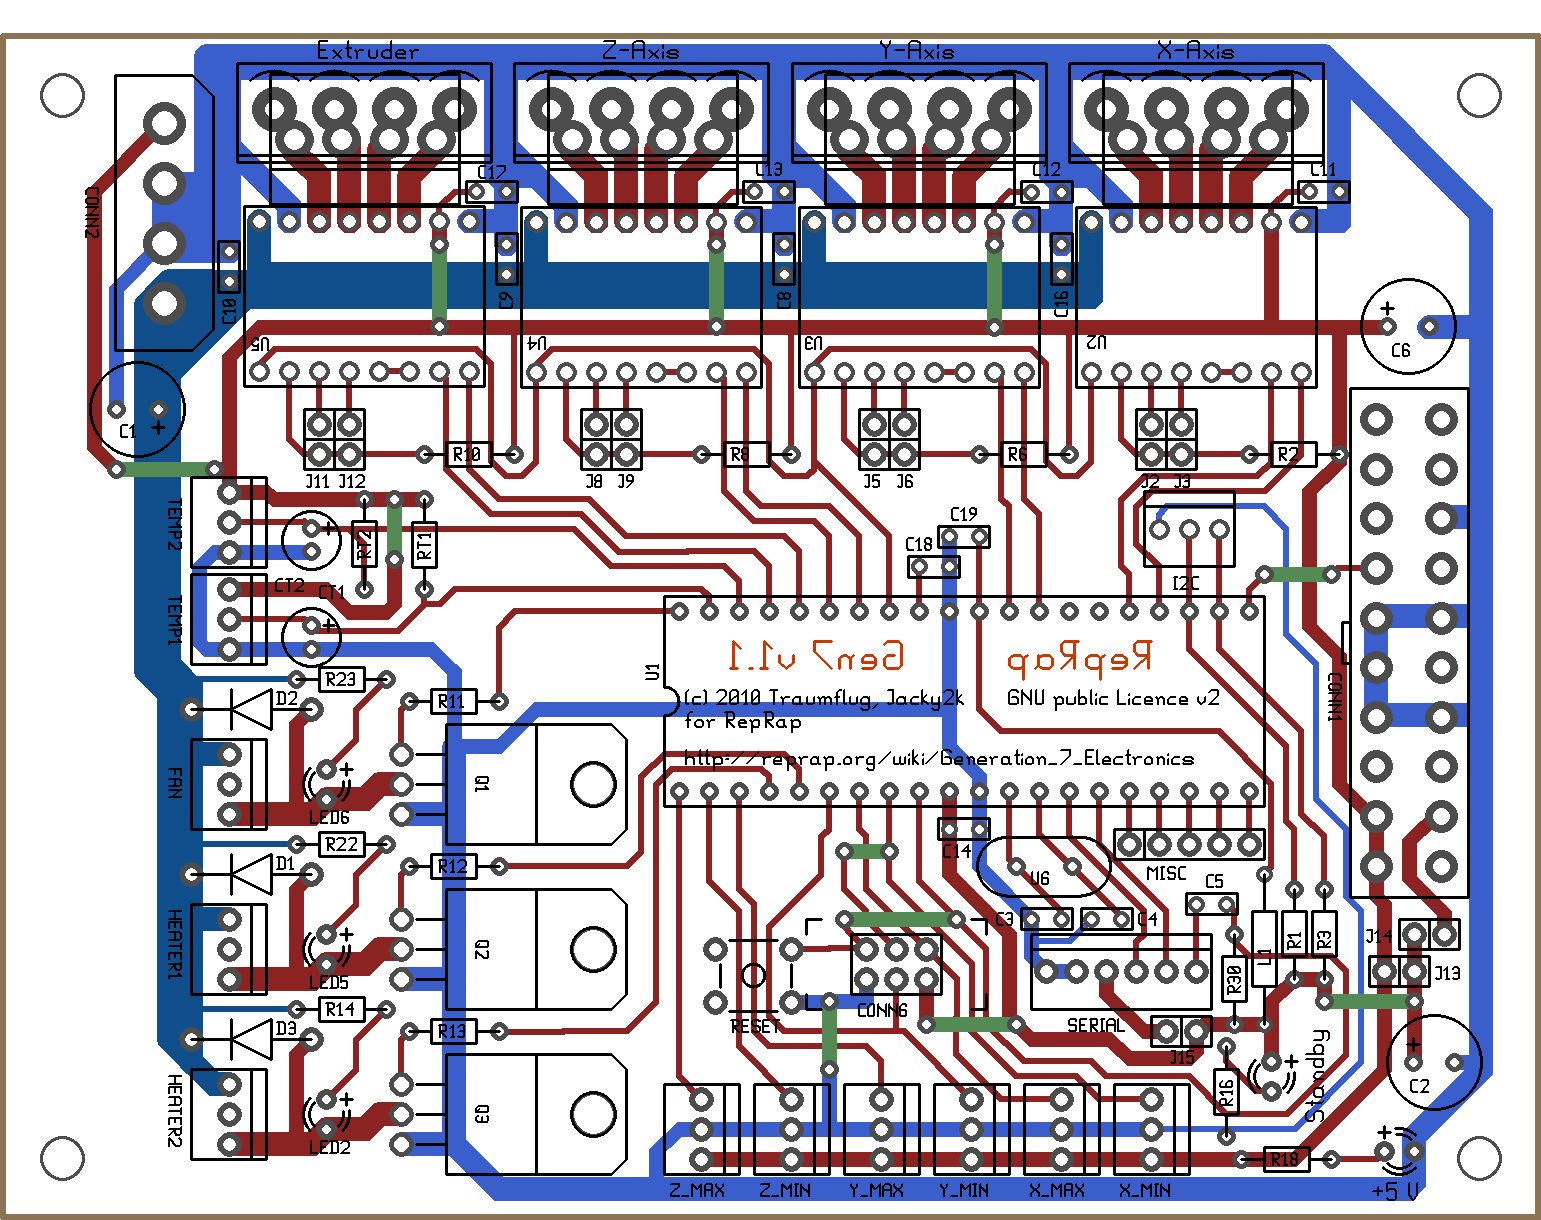 Extruder Z-Axis Y-Axis X-Axis
C17 C13 C12 C11
CONN2
C10 C9 C8 C16
U5 U4 U3 U2
C6
C1
R10 R8 R6 R2
J11 J12 J8 J9 J5 J6 J2 J3
TEMP2
RT2 RT1
C19
C18
I2C
CT2 CT1
TEMP1
U1
Gen7 v1.1 RepRap
(c) 2010 Traumflug, Jacky2k GNU public Licence v2
for RepRap
http://reprap.org/wiki/Generation_7_Electronics
CONN1
R23
D2
R11
FAN
LED6
Q1
R22
D1
R12
C14
U6
MISC
C5
HEATER1
LED5
Q2
C3 C4
L1 R1 R3
J14
J13
R30
R14
D3
R13
RESET
CONN6
SERIAL
J15
Standby
C2
HEATER2
LED2
Q3
R16
R18
+5 V
Z_MAX Z_MIN Y_MAX Y_MIN X_MAX X_MIN